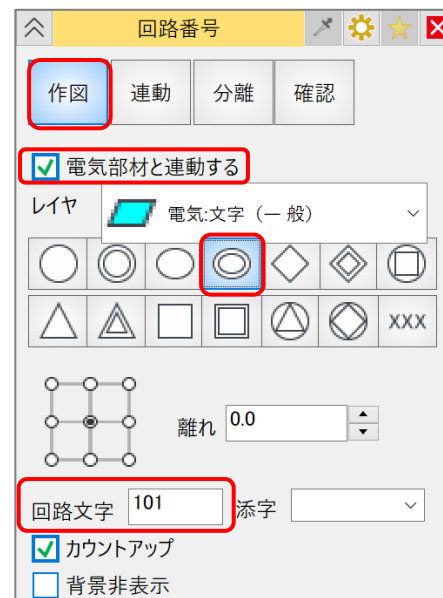 回路番号
作図 連動 分離 確認
電気部材と連動する
レイヤ 電気:文字（一般）
XXX
離れ 0.0
回路文字 101 添字
カウントアップ
背景非表示